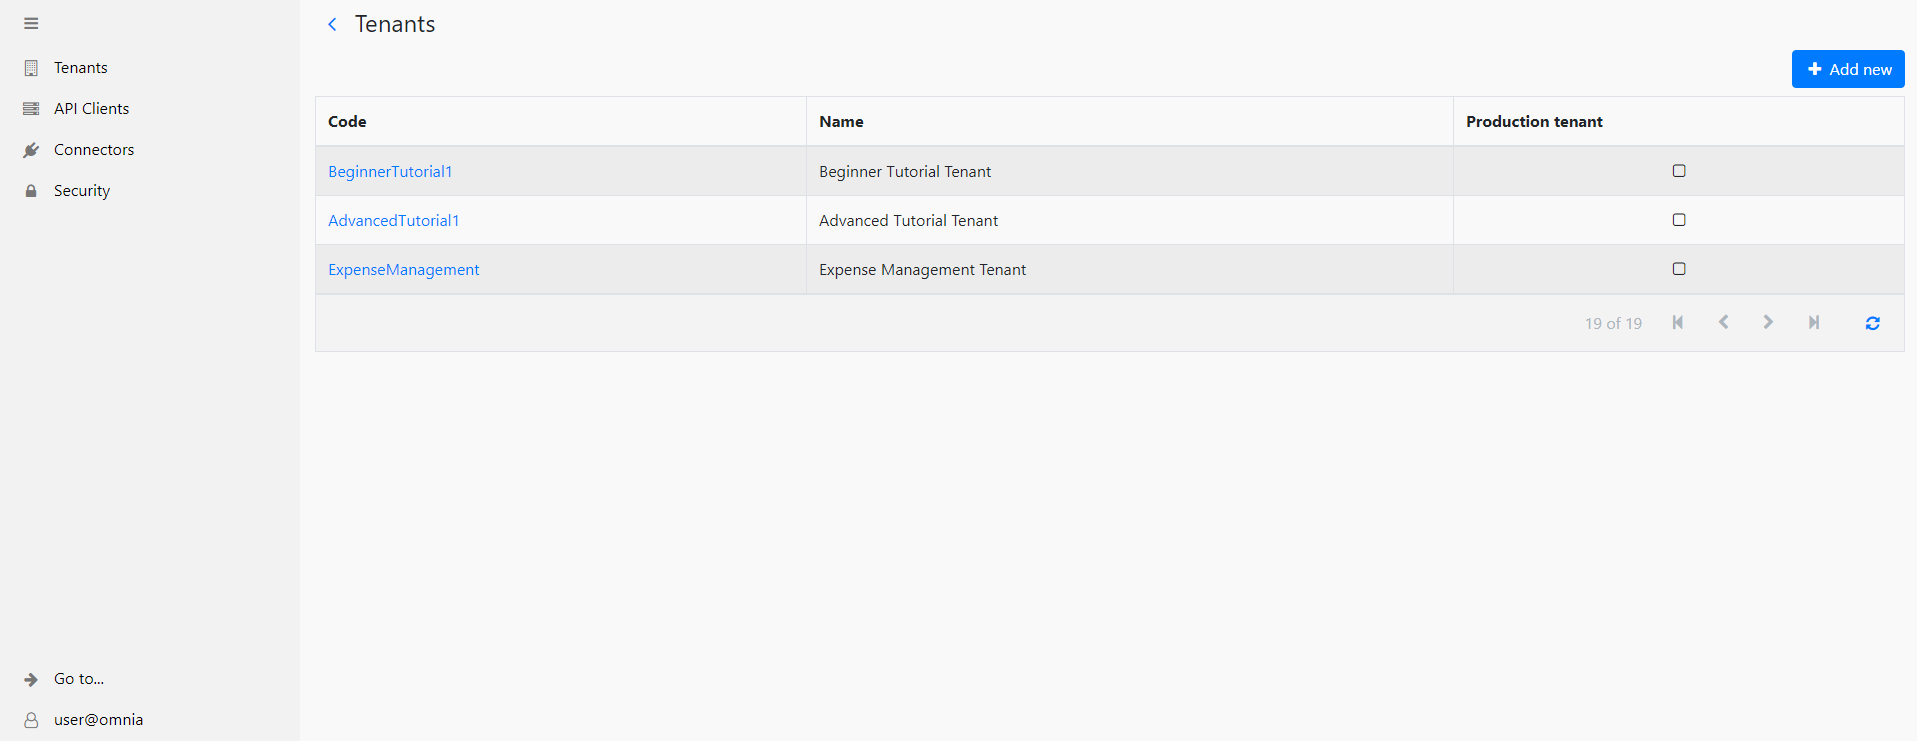 Tenants
API Clients
Connectors
Security
Go to...
user@omnia
Tenants
Add new
Code Name Production tenant
BeginnerTutorial1 Beginner Tutorial Tenant
AdvancedTutorial1 Advanced Tutorial Tenant
ExpenseManagement Expense Management Tenant
19 of 19